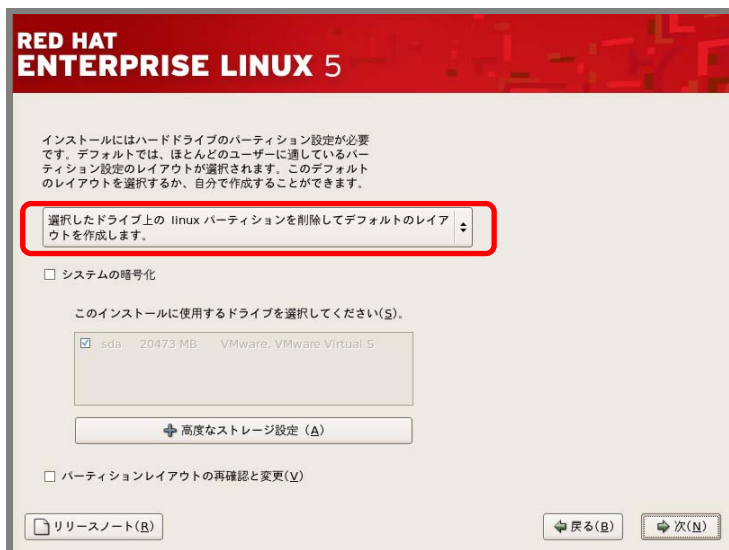 RED HAT
ENTERPRISE LINUX 5
インストールにはハードドライブのパーティション設定が必要
です。デフォルトでは、ほとんどのユーザーに適しているパー
ティション設定のレイアウトが選択されます。このデフォルト
のレイアウトを選択するか、自分で作成することができます。
選択したドライブ上の linux パーティションを削除してデフォルトのレイア
ウトを作成します。
システムの暗号化
このインストールに使用するドライブを選択してください(S)。
sda 20473 MB VMware, VMware Virtual S
高度なストレージ設定 (A)
パーティションレイアウトの再確認と変更(V)
リリースノート(R)
戻る(B)
次(N)